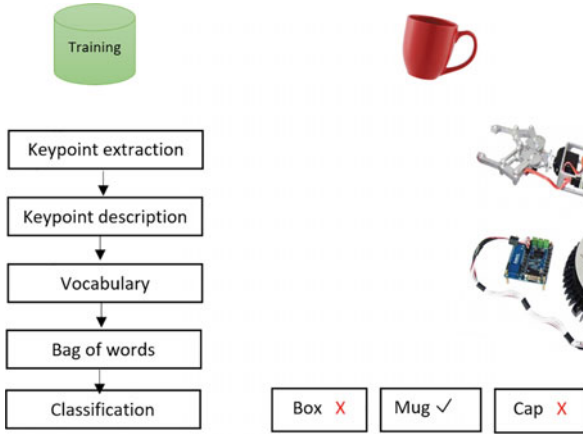 Training
Keypoint extraction
Keypoint description
Vocabulary
Bag of words
Classification
Box X
Mug ✓
Cap X